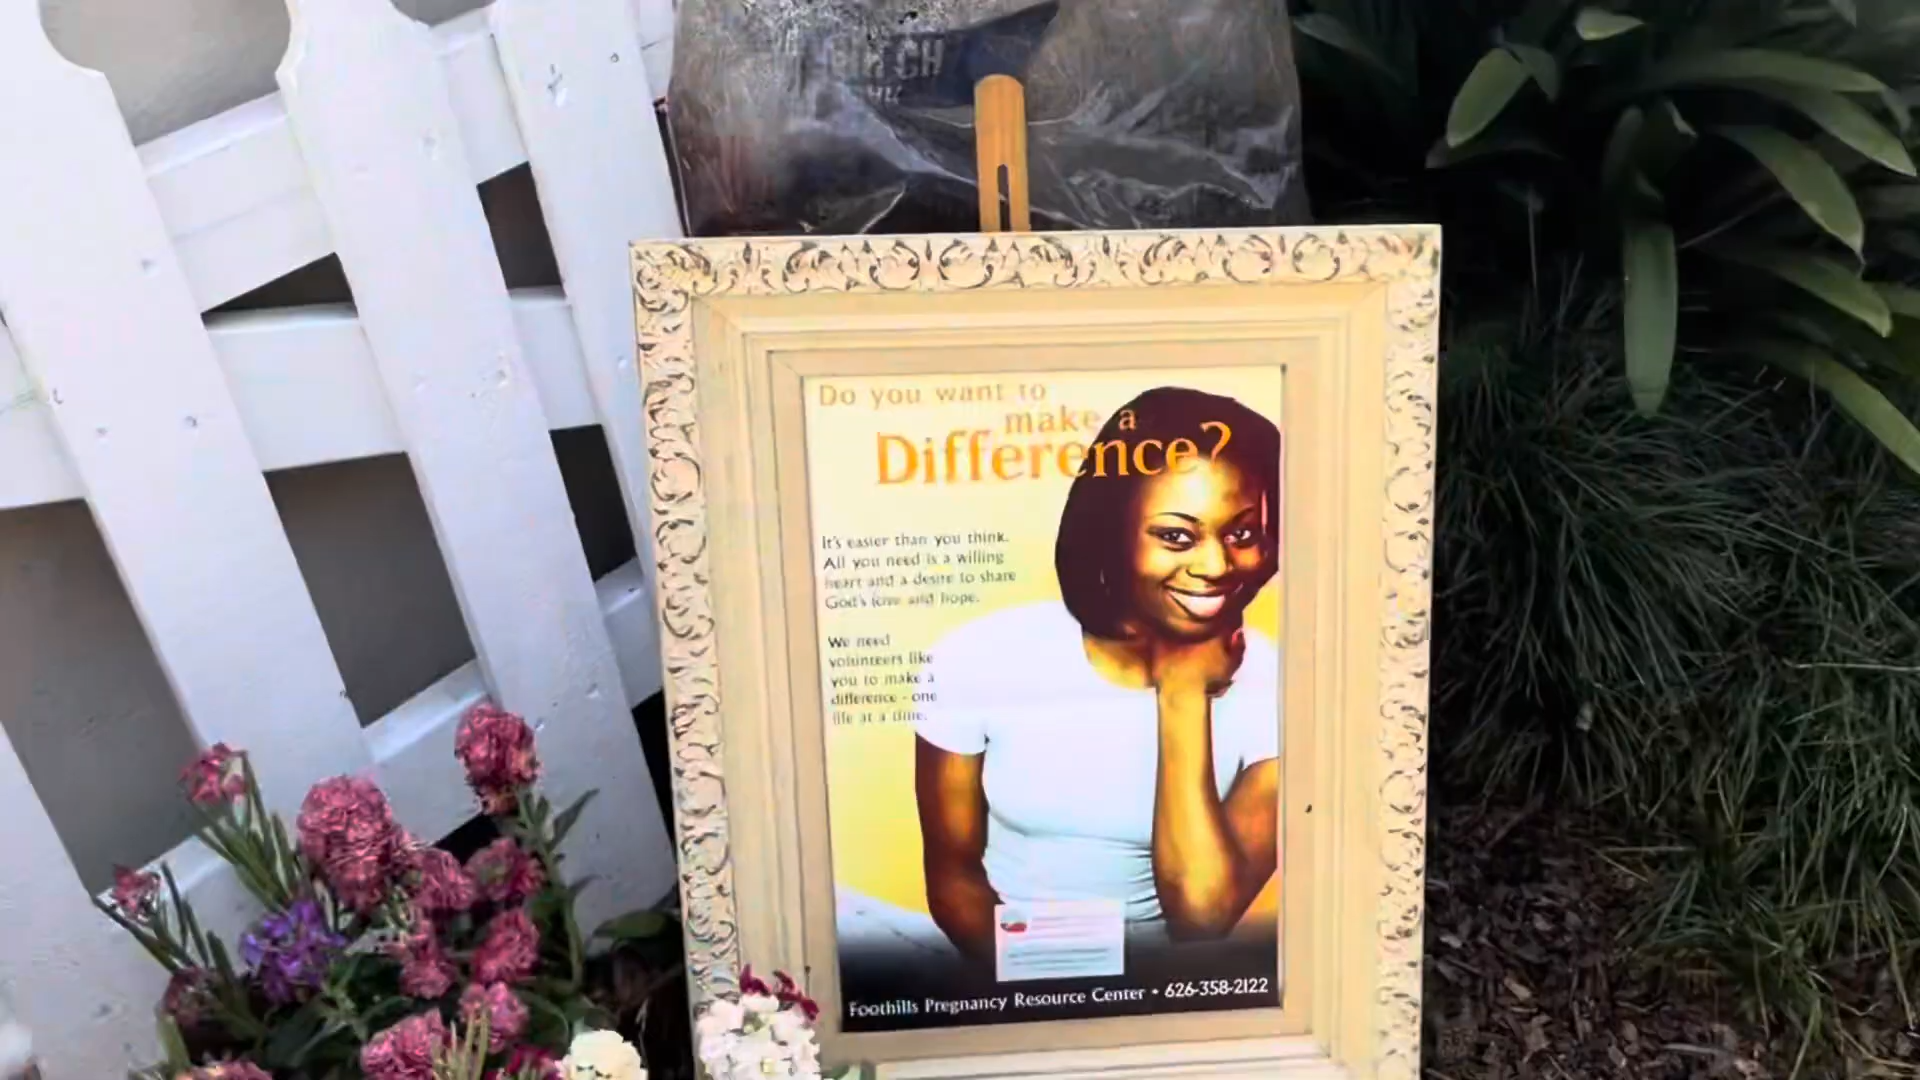 CH
Do you want to
make a
Difference?
It's easier than you think.
All you need is a willing
heart and a desire to share
God's love and hope.
We need
volunteers like
you to make a
difference - one
life at a time.
Foothills Pregnancy Resource Center • 626-358-2122